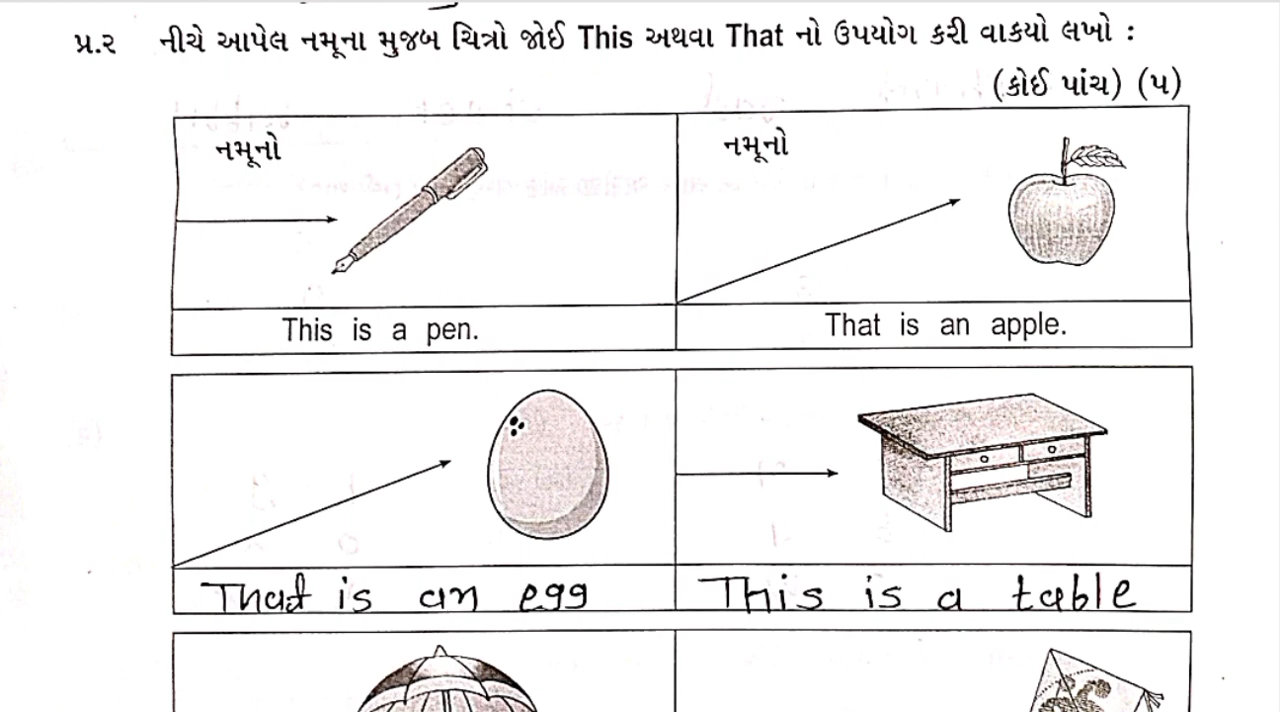 પ્ર.૨ નીચે આપેલ નમૂના મુજબ ચિત્રો જોઈ This અથવા That નો ઉપયોગ કરી વાકયો લખો :
(કોઈ પાંચ) (૫)
નમૂનો નમૂનો
This is a pen. That is an apple.
That is an egg This is a table